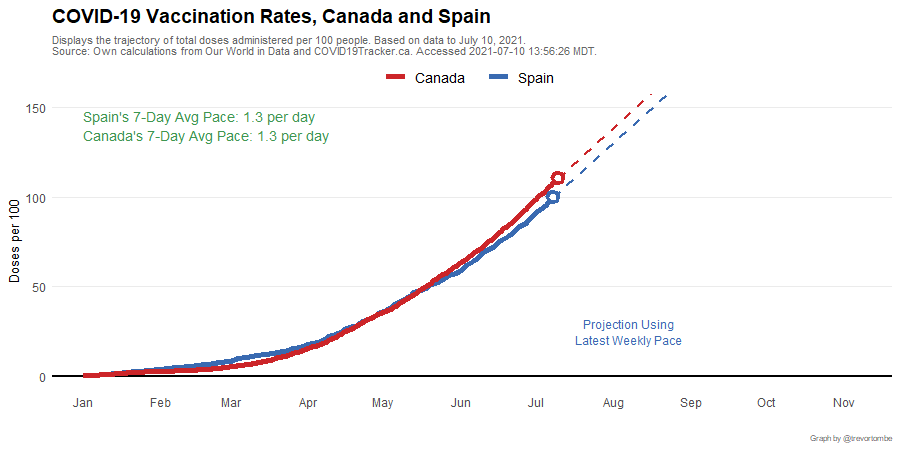 COVID-19 Vaccination Rates, Canada and Spain
Displays the trajectory of total doses administered per 100 people. Based on data to July 10, 2021.
Source: Own calculations from Our World in Data and COVID19Tracker.ca. Accessed 2021-07-10 13:56:26 MDT.
Canada Spain
Spain's 7-Day Avg Pace: 1.3 per day
Canada's 7-Day Avg Pace: 1.3 per day
Doses per 100
150
100
50
0
Projection Using
Latest Weekly Pace
Jan Feb Mar Apr May Jun Jul Aug Sep Oct Nov
Graph by @trevortombe